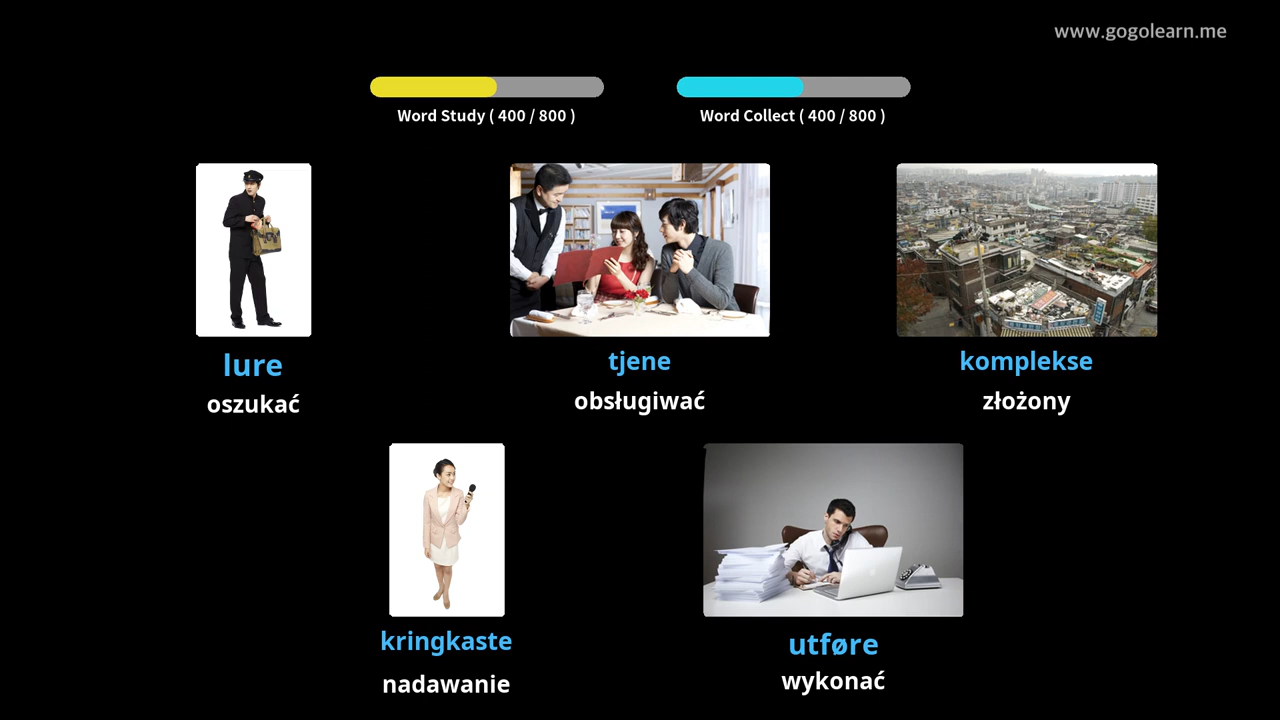 www.gogolearn.me
Word Study ( 400 / 800 )
Word Collect ( 400 / 800 )
lure
oszukać
tjene
obsługiwać
komplekse
złożony
kringkaste
nadawanie
utføre
wykonać